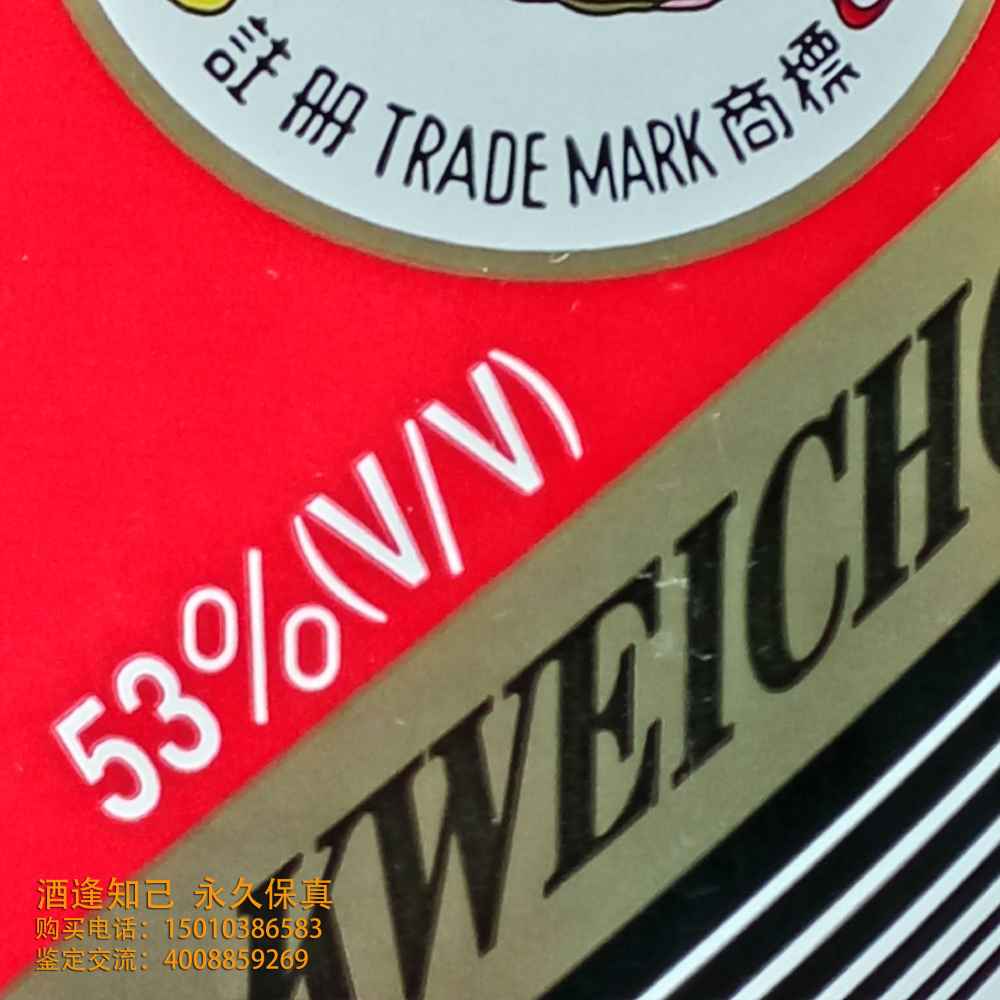 註冊 TRADE MARK 商標
53%(V/V)
KWEICHO
酒逢知己 永久保真
购买电话：15010386583
鉴定交流：4008859269